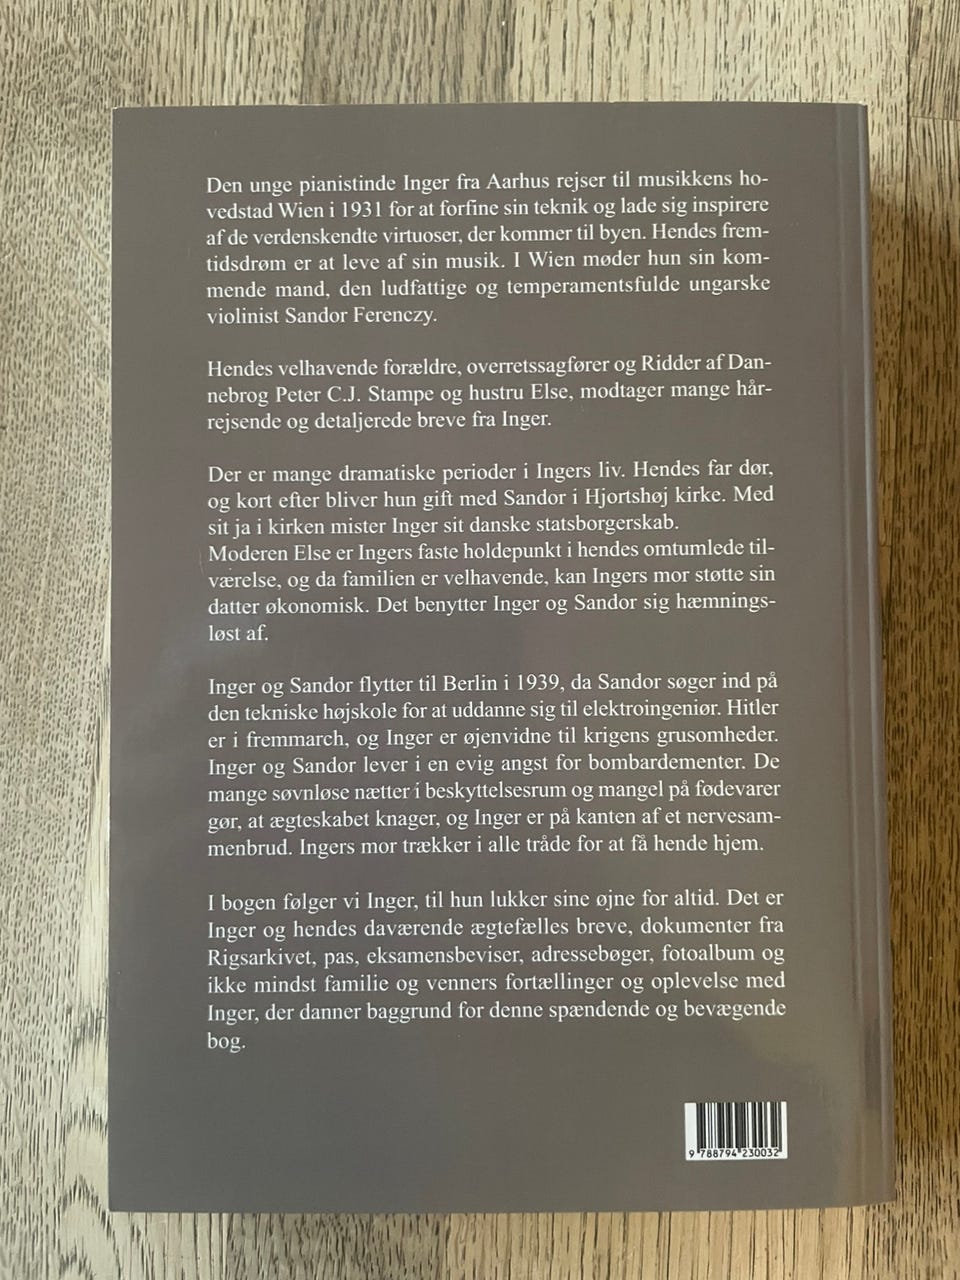 Den unge pianistinde Inger fra Aarhus rejser til musikkens ho-
vedstad Wien i 1931 for at forfine sin teknik og lade sig inspirere
af de verdenskendte virtuoser, der kommer til byen. Hendes frem-
tidsdrøm er at leve af sin musik. I Wien møder hun sin kom-
mende mand, den ludfattige og temperamentsfulde ungarske
violinist Sandor Ferenczy.
Hendes velhavende forældre, overretssagfører og Ridder af Dan-
nebrog Peter C.J. Stampe og hustru Else, modtager mange hår-
rejsende og detaljerede breve fra Inger.
Der er mange dramatiske perioder i Ingers liv. Hendes far dør,
og kort efter bliver hun gift med Sandor i Hjortshøj kirke. Med
sit ja i kirken mister Inger sit danske statsborgerskab.
Moderen Else er Ingers faste holdepunkt i hendes omtumlede til-
værelse, og da familien er velhavende, kan Ingers mor støtte sin
datter økonomisk. Det benytter Inger og Sandor sig hæmnings-
løst af.
Inger og Sandor flytter til Berlin i 1939, da Sandor søger ind på
den tekniske højskole for at uddanne sig til elektroingeniør. Hitler
er i fremmarch, og Inger er øjenvidne til krigens grusomheder.
Inger og Sandor lever i en evig angst for bombardementer. De
mange søvnløse nætter i beskyttelsesrum og mangel på fødevarer
gør, at ægteskabet knager, og Inger er på kanten af et nervesam-
menbrud. Ingers mor trækker i alle tråde for at få hende hjem.
I bogen følger vi Inger, til hun lukker sine øjne for altid. Det er
Inger og hendes daværende ægtefælles breve, dokumenter fra
Rigsarkivet, pas, eksamensbeviser, adressebøger, fotoalbum og
ikke mindst familie og venners fortællinger og oplevelse med
Inger, der danner baggrund for denne spændende og bevægende
bog.
9 788794 230032